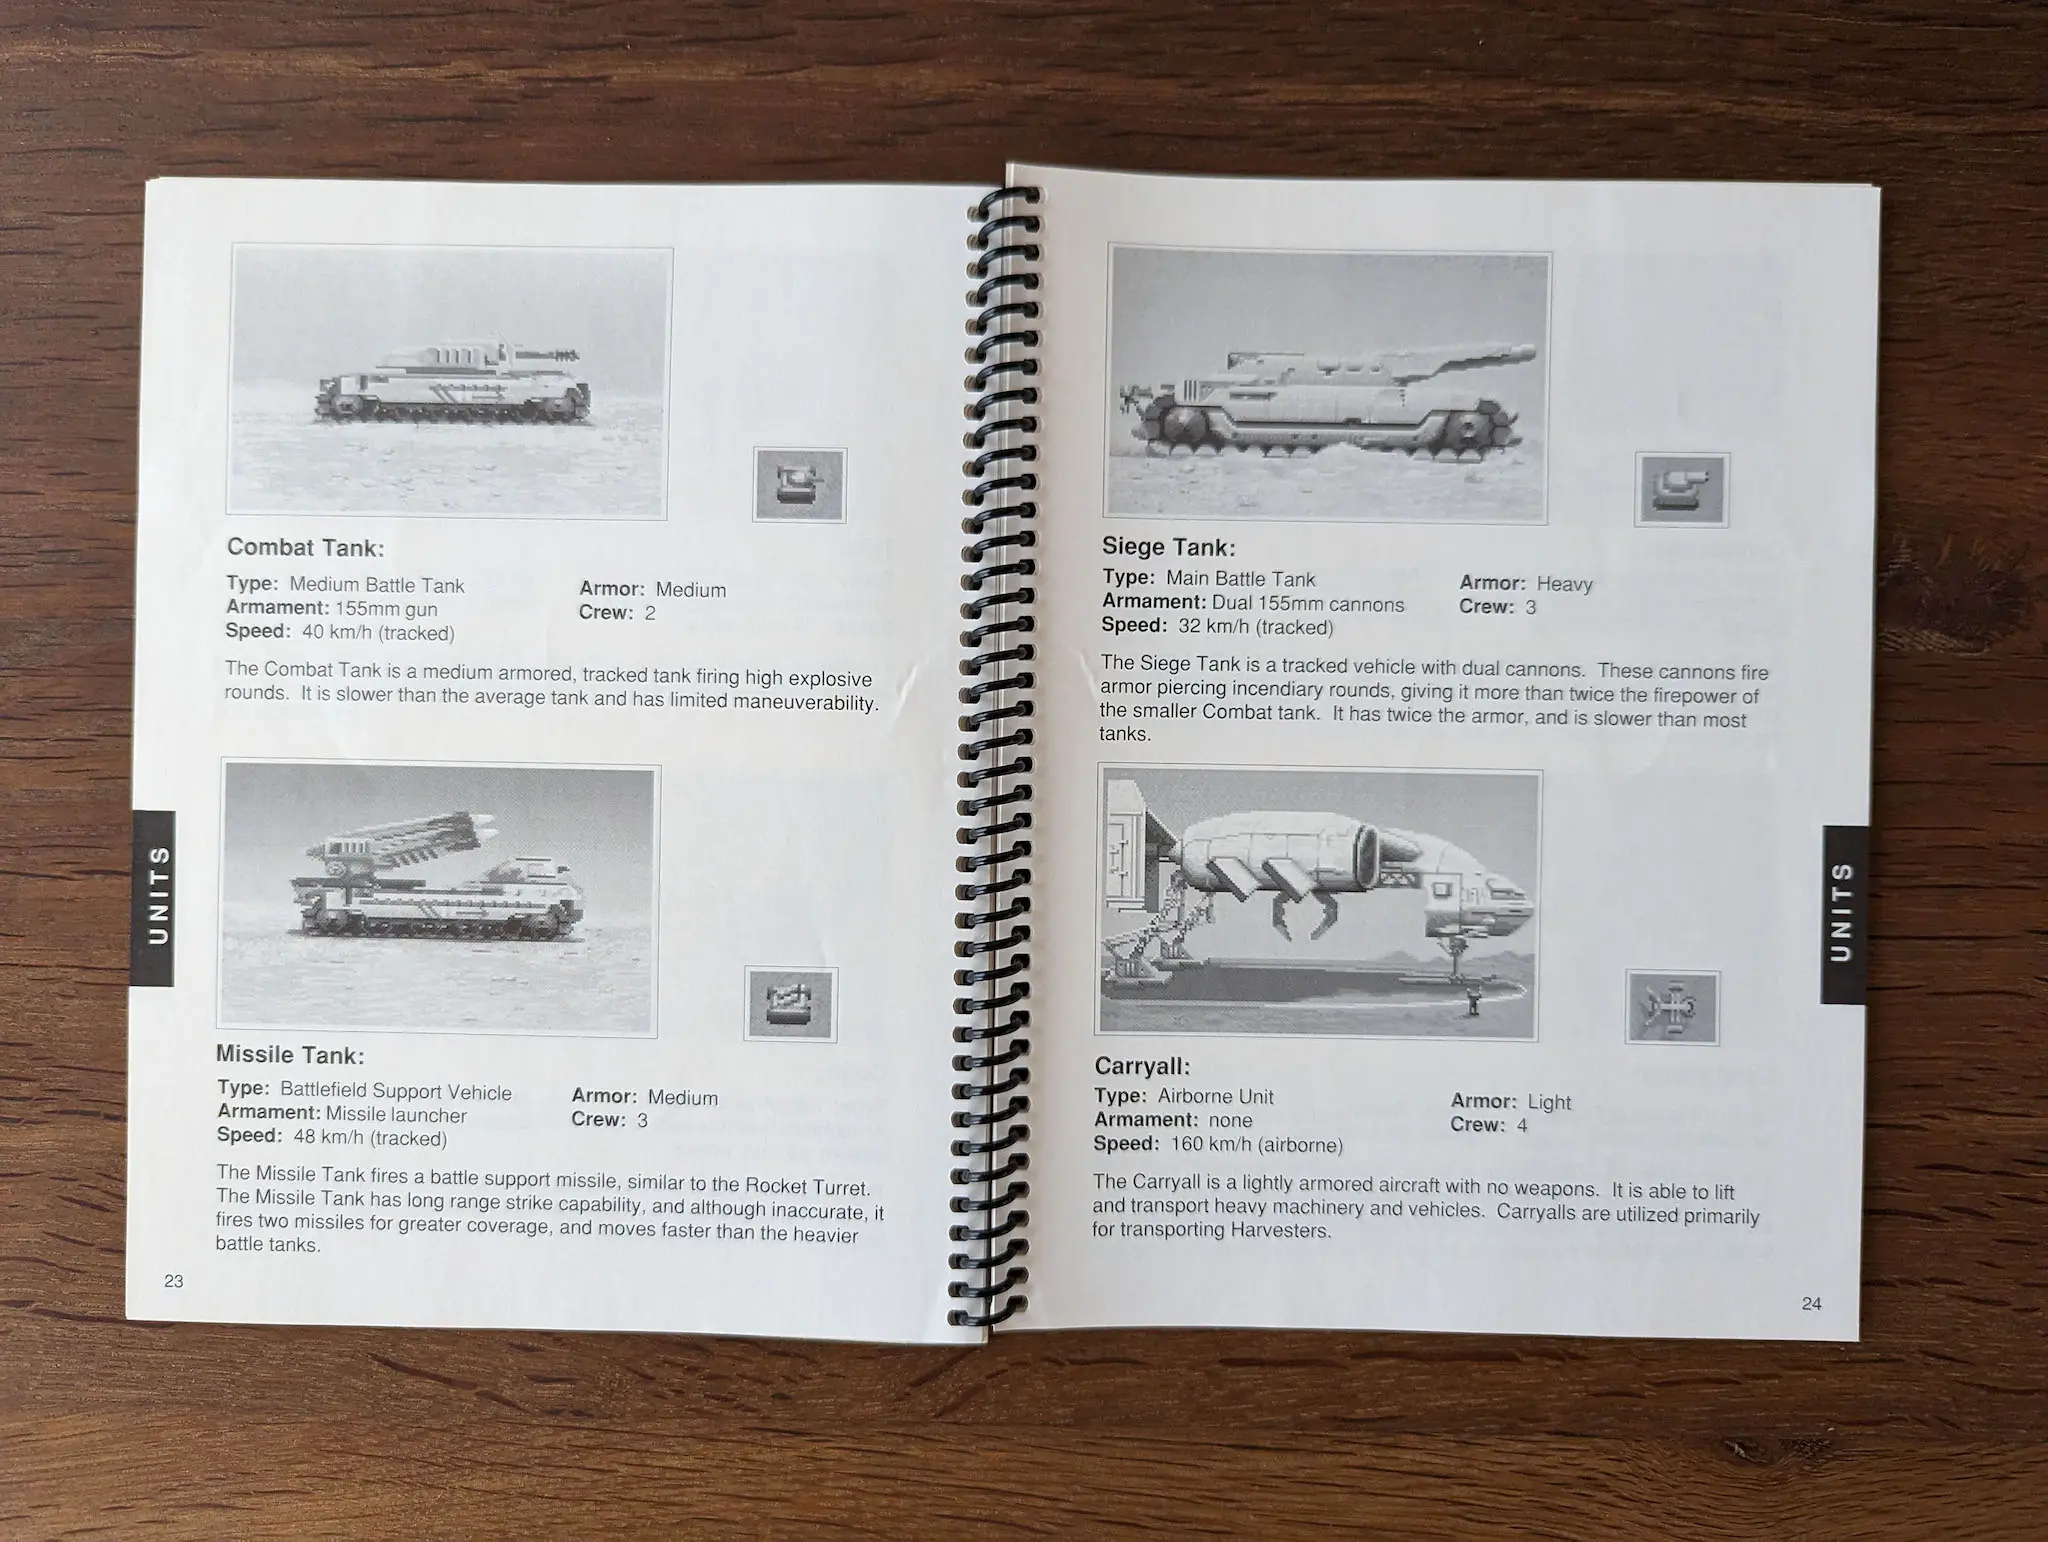 Combat Tank:
Type: Medium Battle Tank
Armor: Medium
Armament: 155mm gun
Crew: 2
Speed: 40 km/h (tracked)
The Combat Tank is a medium armored, tracked tank firing high explosive
rounds. It is slower than the average tank and has limited maneuverability.
UNITS
Missile Tank:
Type: Battlefield Support Vehicle
Armor: Medium
Armament: Missile launcher
Crew: 3
Speed: 48 km/h (tracked)
The Missile Tank fires a battle support missile, similar to the Rocket Turret.
The Missile Tank has long range strike capability, and although inaccurate, it
fires two missiles for greater coverage, and moves faster than the heavier
battle tanks.
23
Siege Tank:
Type: Main Battle Tank
Armor: Heavy
Armament: Dual 155mm cannons
Crew: 3
Speed: 32 km/h (tracked)
The Siege Tank is a tracked vehicle with dual cannons. These cannons fire
armor piercing incendiary rounds, giving it more than twice the firepower of
the smaller Combat tank. It has twice the armor, and is slower than most
tanks.
UNITS
Carryall:
Type: Airborne Unit
Armor: Light
Armament: none
Crew: 4
Speed: 160 km/h (airborne)
The Carryall is a lightly armored aircraft with no weapons. It is able to lift
and transport heavy machinery and vehicles. Carryalls are utilized primarily
for transporting Harvesters.
24